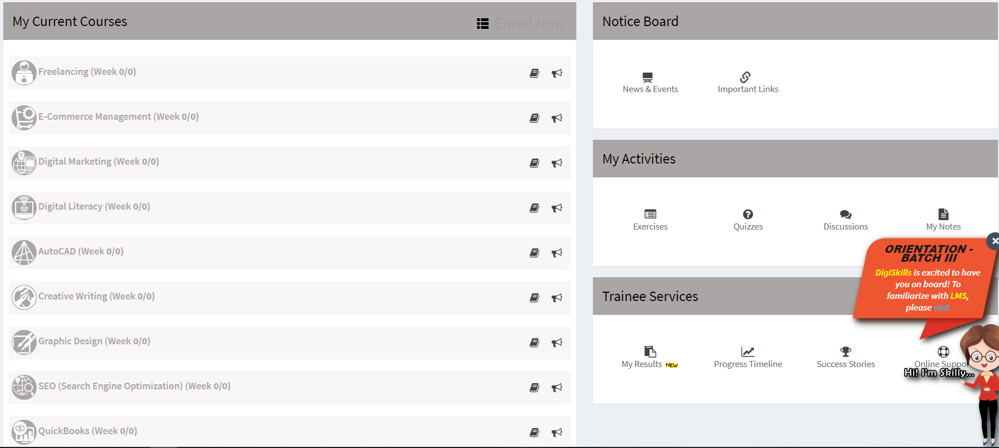 My Current Courses
Enroll Now
Freelancing (Week 0/0)
E-Commerce Management (Week 0/0)
Digital Marketing (Week 0/0)
Digital Literacy (Week 0/0)
AutoCAD (Week 0/0)
Creative Writing (Week 0/0)
Graphic Design (Week 0/0)
SEO (Search Engine Optimization) (Week 0/0)
qb
QuickBooks (Week 0/0)
Notice Board
News & Events
Important Links
My Activities
Exercises
Quizzes
Discussions
My Notes
ORIENTATION -
BATCH III
DigiSkills is excited to have
you on board! To
familiarize with LMS,
please visit
Trainee Services
My Results NEW
Progress Timeline
Success Stories
Online Suppo
Hi! I'm Skilly...